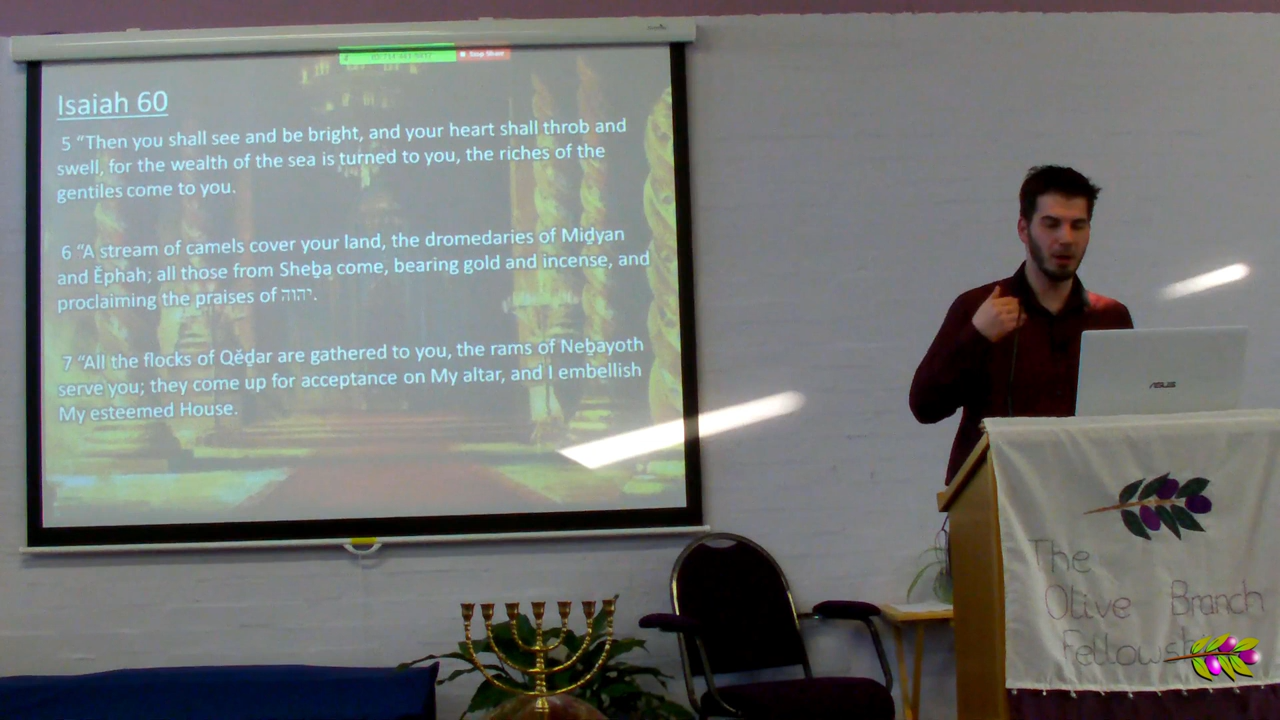 Stop Share
Isaiah 60
5 “Then you shall see and be bright, and your heart shall throb and
swell, for the wealth of the sea is turned to you, the riches of the
gentiles come to you.
6 “A stream of camels cover your land, the dromedaries of Miḏyan
and Ĕphah; all those from Sheḇa come, bearing gold and incense, and
proclaiming the praises of יהוה.
7 “All the flocks of Qĕḏar are gathered to you, the rams of Neḇayoth
serve you; they come up for acceptance on My altar, and I embellish
My esteemed House.
ASUS
The
Olive Branch